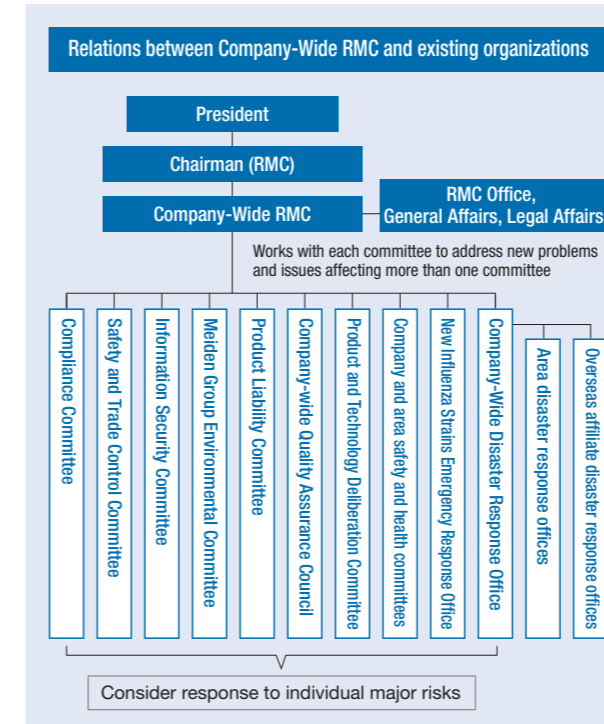 Relations between Company-Wide RMC and existing organizations
President
Chairman (RMC)
Company-Wide RMC
RMC Office,
General Affairs, Legal Affairs
Works with each committee to address new problems
and issues affecting more than one committee
Compliance Committee
Safety and Trade Control Committee
Information Security Committee
Meiden Group Environmental Committee
Product Liability Committee
Company-wide Quality Assurance Council
Product and Technology Deliberation Committee
Company and area safety and health committees
New Influenza Strains Emergency Response Office
Company-Wide Disaster Response Office
Area disaster response offices
Overseas affiliate disaster response offices
Consider response to individual major risks